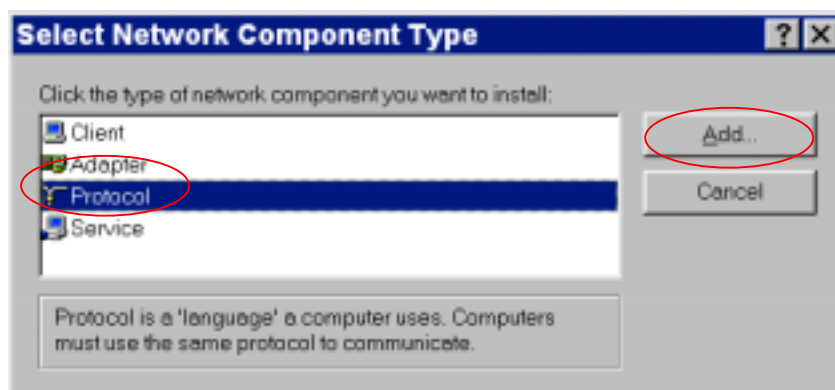 Select Network Component Type
Click the type of network component you want to install:
Client
Add...
Adapter
Protocol
Cancel
Service
Protocol is a 'language' a computer uses. Computers
must use the same protocol to communicate.